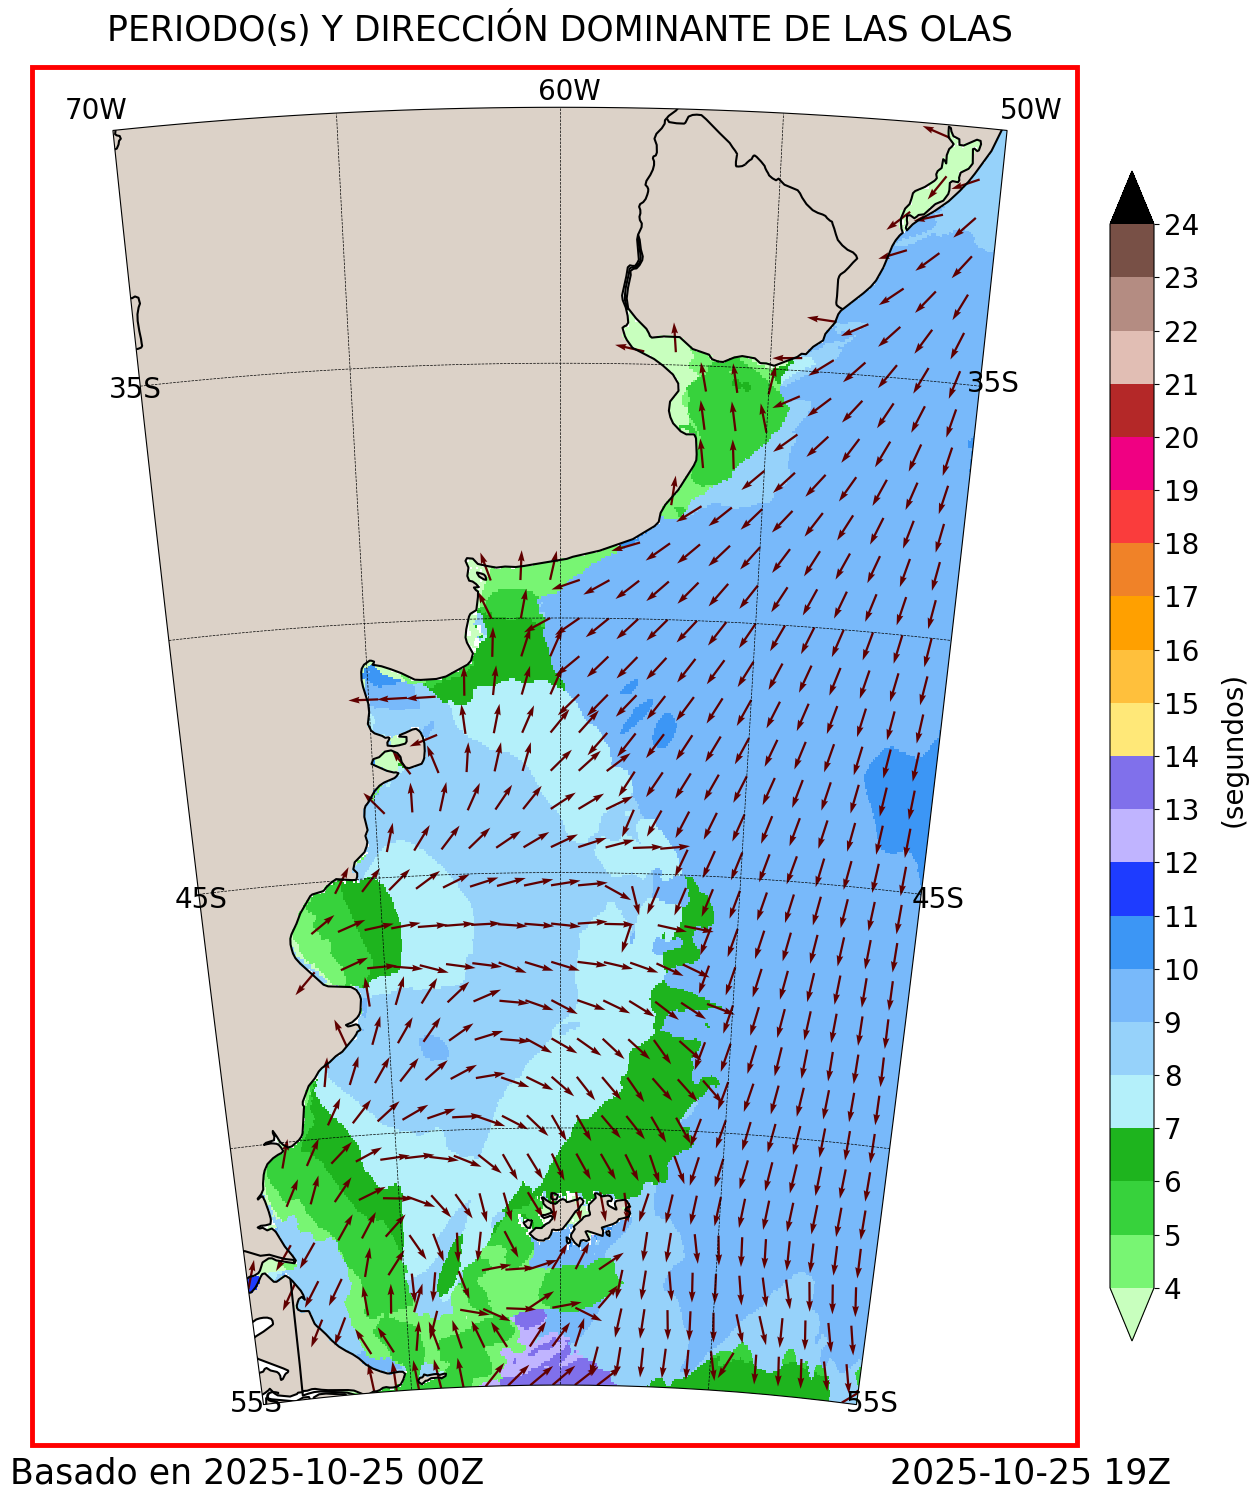 PERIODO(s) Y DIRECCIÓN DOMINANTE DE LAS OLAS
70W
60W
50W
35S
35S
45S
45S
55S
55S
24
23
22
21
20
19
18
17
16
15
14
13
12
11
10
9
8
7
6
5
4
(segundos)
Basado en 2025-10-25 00Z
2025-10-25 19Z